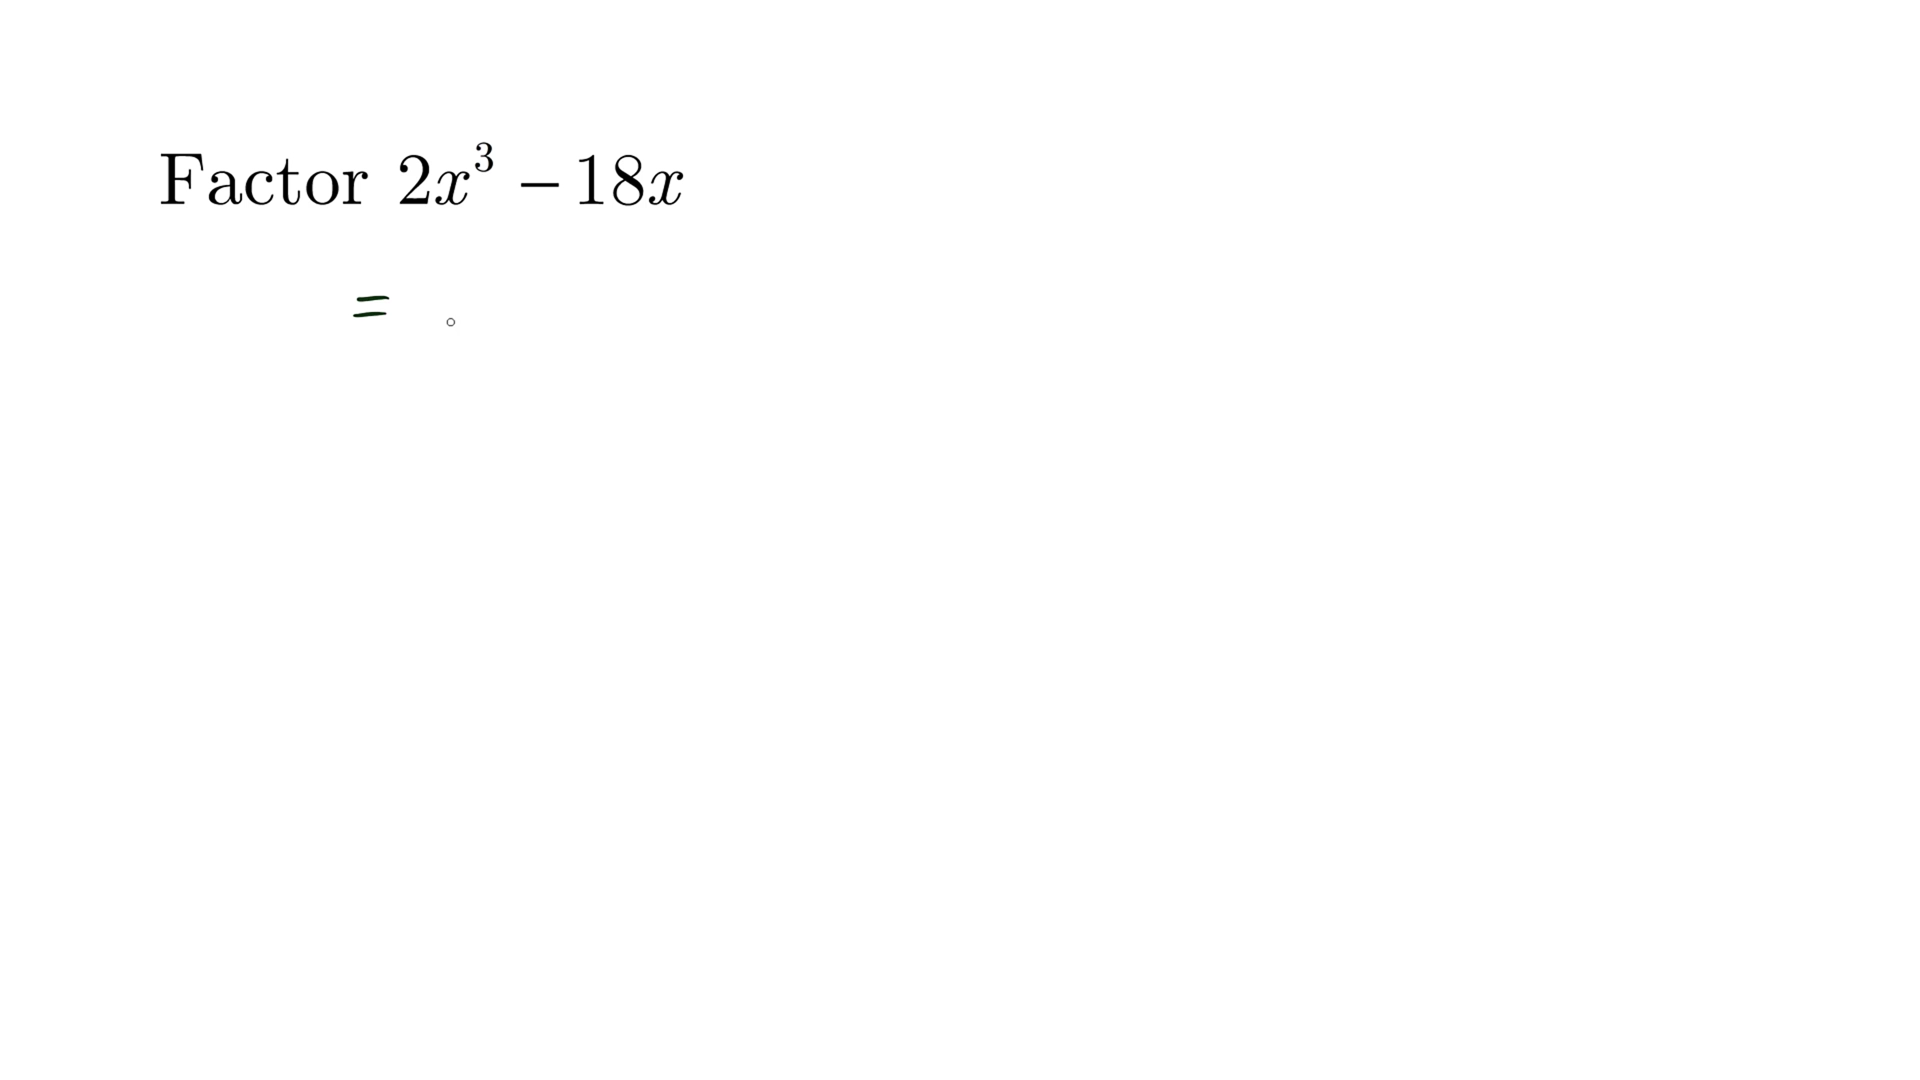 Factor 2x³ − 18x
=